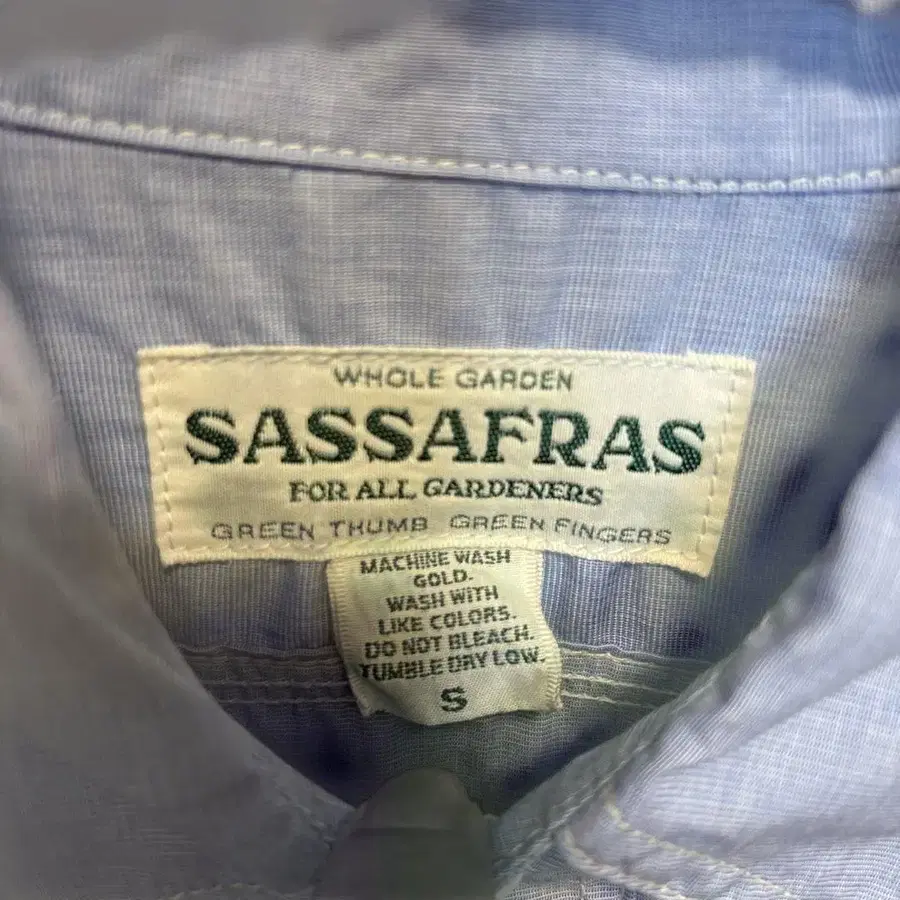 WHOLE GARDEN
SASSAFRAS
FOR ALL GARDENERS
GREEN THUMB GREEN FINGERS
MACHINE WASH
GOLD.
WASH WITH
LIKE COLORS.
DO NOT BLEACH.
TUMBLE DRY LOW.
S